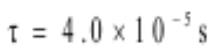 τ = 4.0 × 10⁻⁵ s